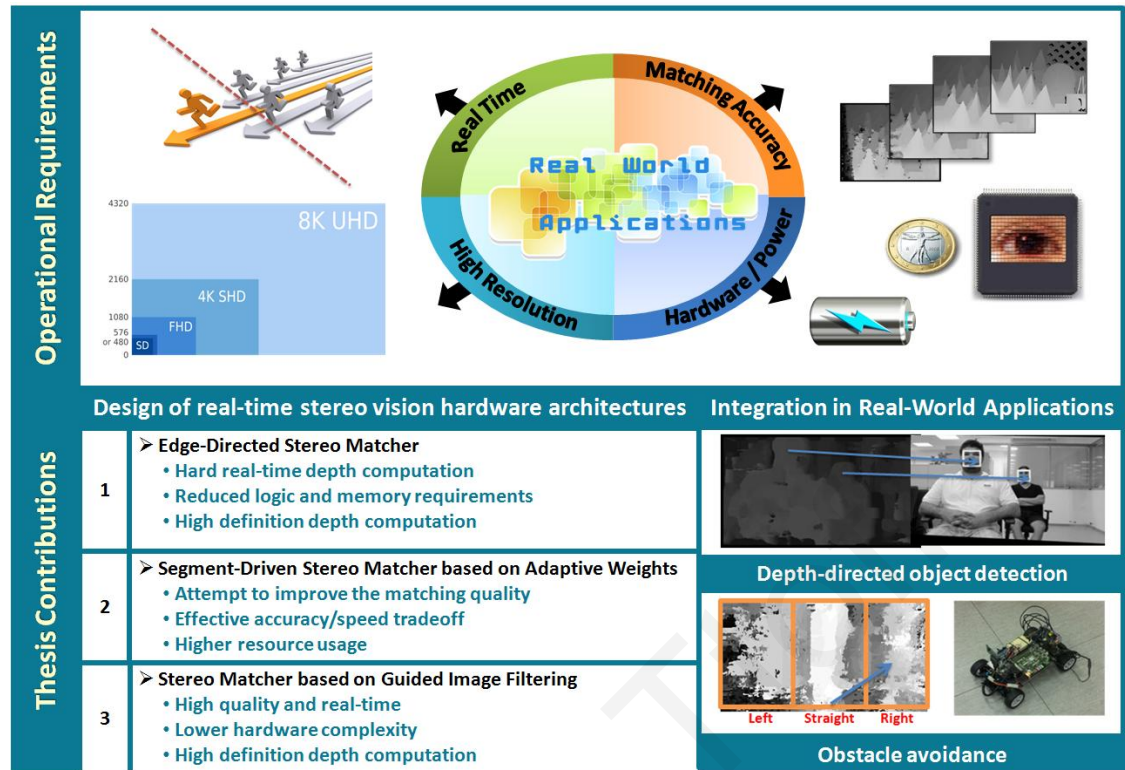 Operational Requirements
Real Time
Matching Accuracy
Real World
Applications
High Resolution
Hardware / Power
4320
8K UHD
2160
4K SHD
1080
FHD
576
or 480
SD
0
Thesis Contributions
Design of real-time stereo vision hardware architectures
1
➢ Edge-Directed Stereo Matcher
• Hard real-time depth computation
• Reduced logic and memory requirements
• High definition depth computation
2
➢ Segment-Driven Stereo Matcher based on Adaptive Weights
• Attempt to improve the matching quality
• Effective accuracy/speed tradeoff
• Higher resource usage
3
➢ Stereo Matcher based on Guided Image Filtering
• High quality and real-time
• Lower hardware complexity
• High definition depth computation
Integration in Real-World Applications
Depth-directed object detection
Left Straight Right
Obstacle avoidance